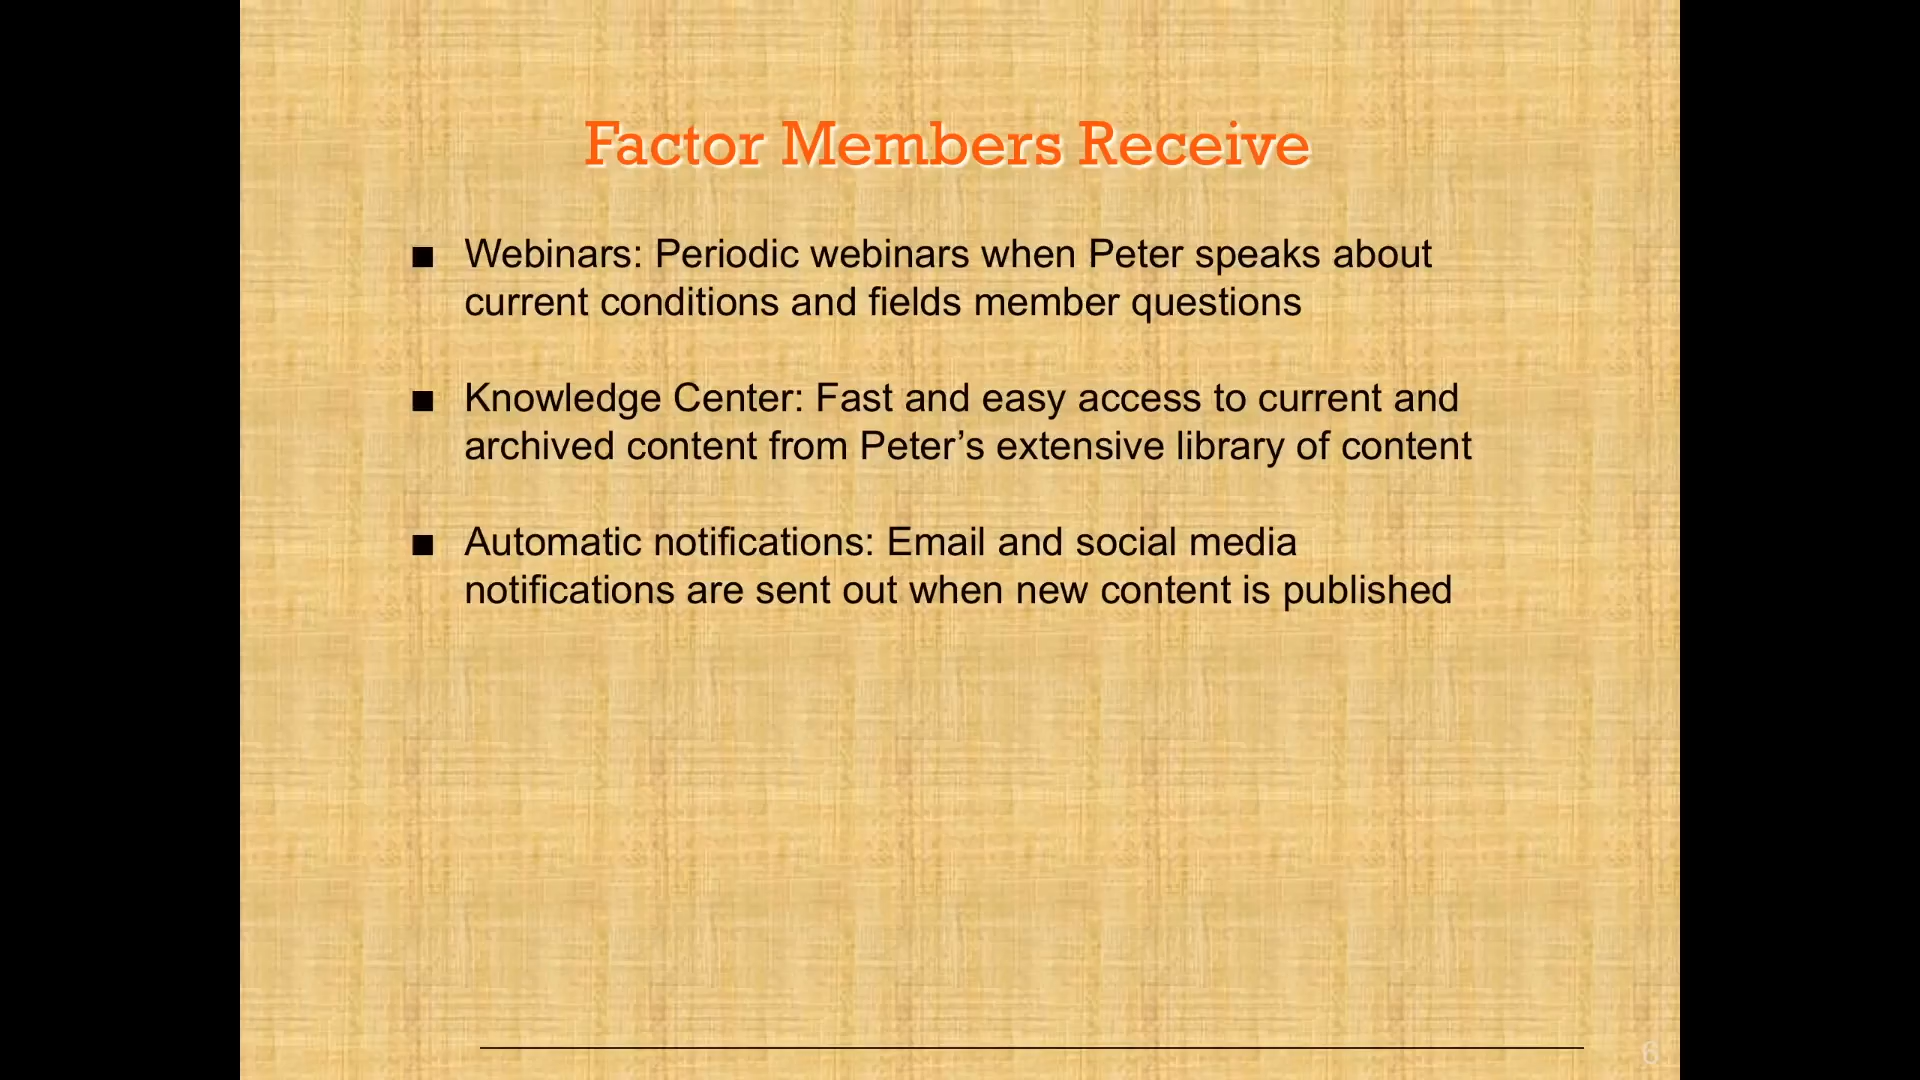 Factor Members Receive
■ Webinars: Periodic webinars when Peter speaks about
current conditions and fields member questions
■ Knowledge Center: Fast and easy access to current and
archived content from Peter’s extensive library of content
■ Automatic notifications: Email and social media
notifications are sent out when new content is published
6